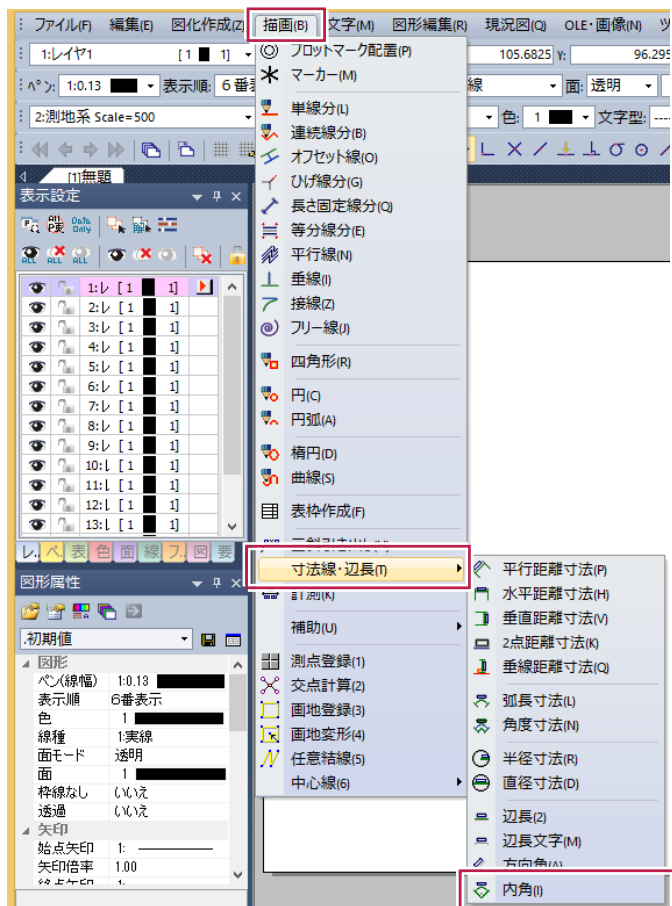 ファイル(F) 編集(E) 図化作成(Z) 描画(B) 文字(M) 図形編集(R) 現況図(Q) OLE・画像(N)
1:レイヤ1 [1 1] 105.6825 Y: 96.295
ペン: 1:0.13 表示順: 6番 線 面: 透明
2:測地系 Scale=500 色: 1 文字型:
[1]無題
表示設定
ALL ALL ALL
1:レ [1 1]
2:レ [1 1]
3:レ [1 1]
4:レ [1 1]
5:レ [1 1]
6:レ [1 1]
7:レ [1 1]
8:レ [1 1]
9:レ [1 1]
10:l [1 1]
11:l [1 1]
12:l [1 1]
13:l [1 1]
レ.. ペ. 表 色 面 線 フ.. 図 要
図形属性
.初期値
図形
ペン(線幅) 1:0.13
表示順 6番表示
色 1
線種 1:実線
面モード 透明
面 1
枠線なし いいえ
透過 いいえ
矢印
始点矢印 1:
矢印倍率 1.00
終点矢印 1:
プロットマーク配置(P)
マーカー(M)
単線分(L)
連続線分(B)
オフセット線(O)
ひげ線分(G)
長さ固定線分(Q)
等分線分(E)
平行線(N)
垂線(I)
接線(Z)
フリー線(J)
四角形(R)
円(C)
円弧(A)
楕円(D)
曲線(S)
表枠作成(F)
寸法線・辺長(T)
計測(K)
補助(U)
測点登録(1)
交点計算(2)
画地登録(3)
画地変形(4)
任意結線(5)
中心線(6)
平行距離寸法(P)
水平距離寸法(H)
垂直距離寸法(V)
2点距離寸法(K)
垂線距離寸法(Q)
弧長寸法(L)
角度寸法(N)
半径寸法(R)
直径寸法(D)
辺長(2)
辺長文字(M)
方向角(A)
内角(I)